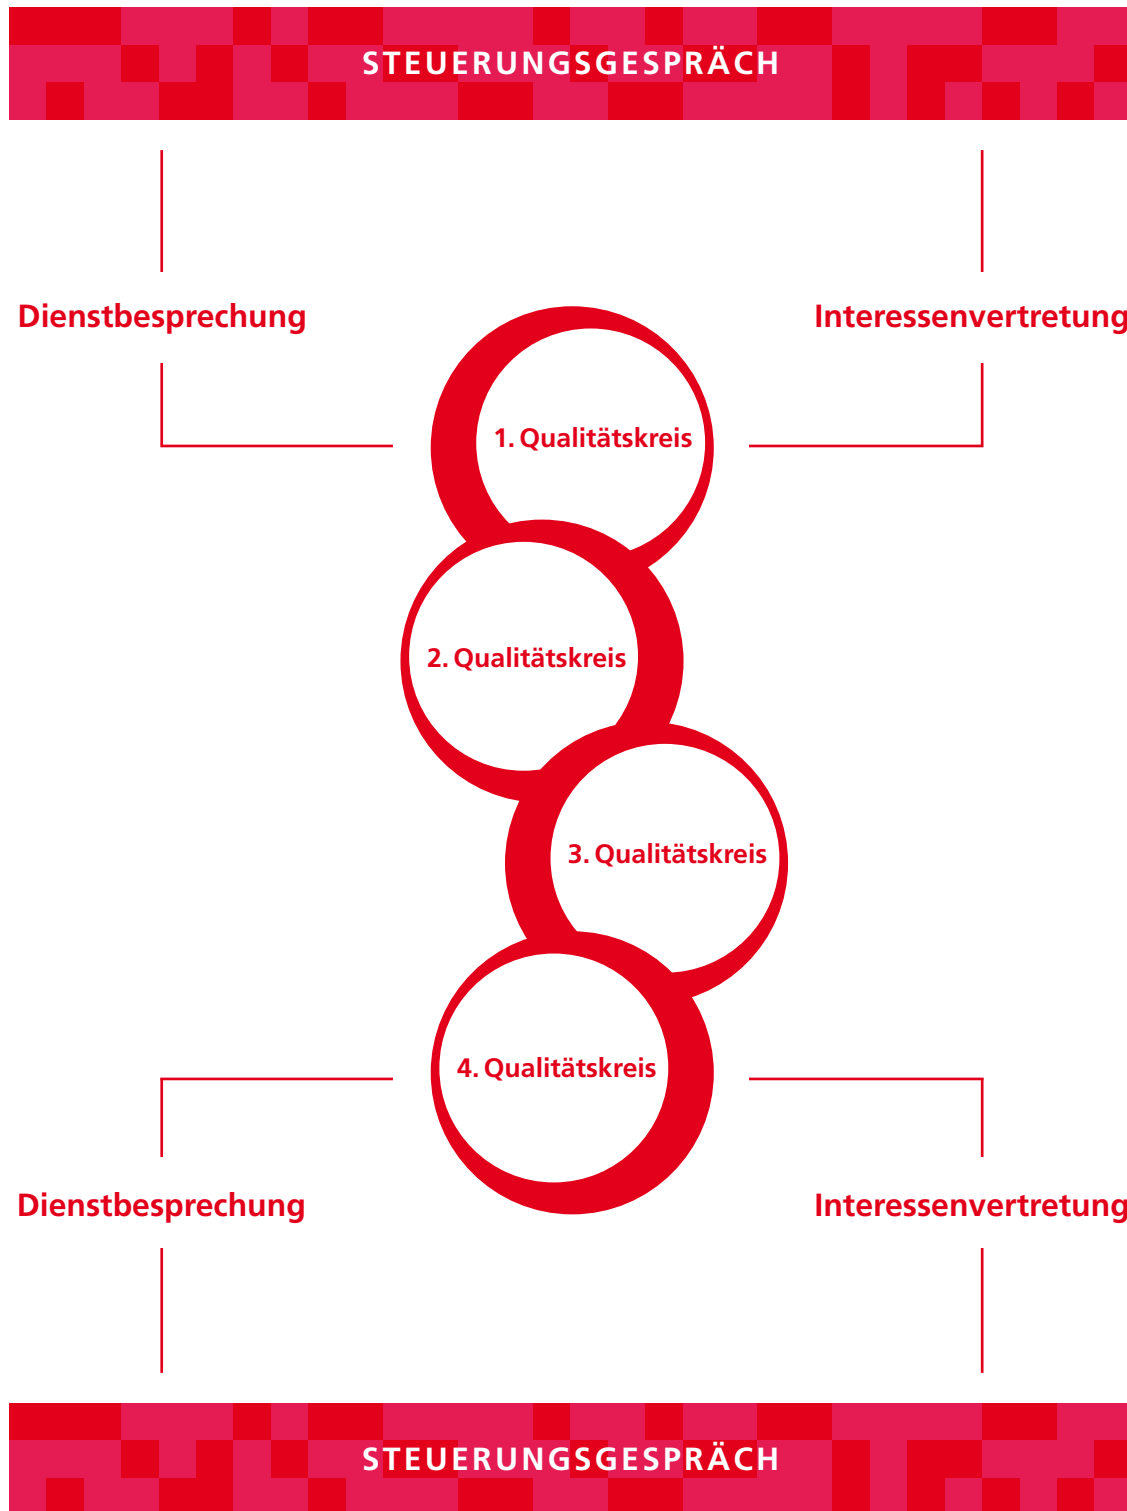 STEUERUNGSGESPRÄCH
Dienstbesprechung
Interessenvertretung
1. Qualitätskreis
2. Qualitätskreis
3. Qualitätskreis
4. Qualitätskreis
Dienstbesprechung
Interessenvertretung
STEUERUNGSGESPRÄCH